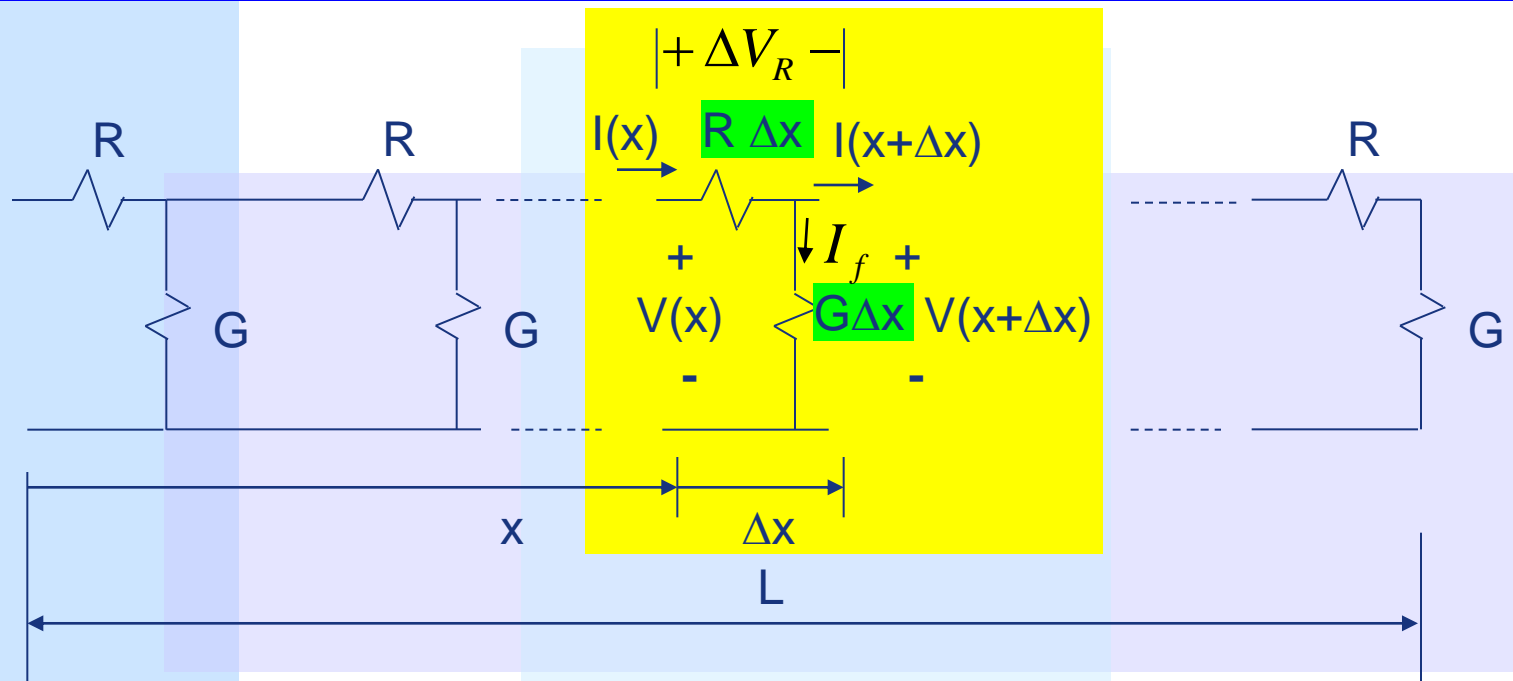 |+ ΔV_R −|
R R I(x) R Δx I(x+Δx) R
+ I_f +
G G V(x) GΔx V(x+Δx) G
- -
x Δx
L